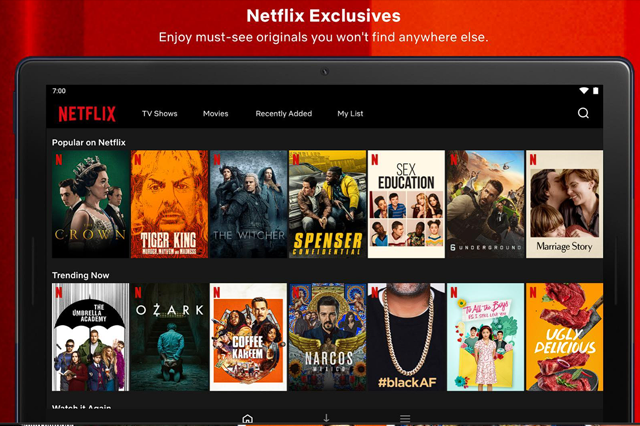 Netflix Exclusives
Enjoy must-see originals you won't find anywhere else.
7:00
NETFLIX TV Shows Movies Recently Added My List
Popular on Netflix
N N N N N N N
THE
CROWN
TIGER KING
MURDER, MAYHEM AND MADNESS
THE WITCHER
SPENSER
CONFIDENTIAL
SEX
EDUCATION
6 UNDERGROUND
Marriage Story
Trending Now
N N N N N N N
THE
UMBRELLA
ACADEMY
OZARK
COFFEE
& KAREEM
NARCOS
MEXICO
#blackAF
To All the Boys
P.S. I STILL LOVE YOU
UGLY
DELICIOUS
Watch it Again